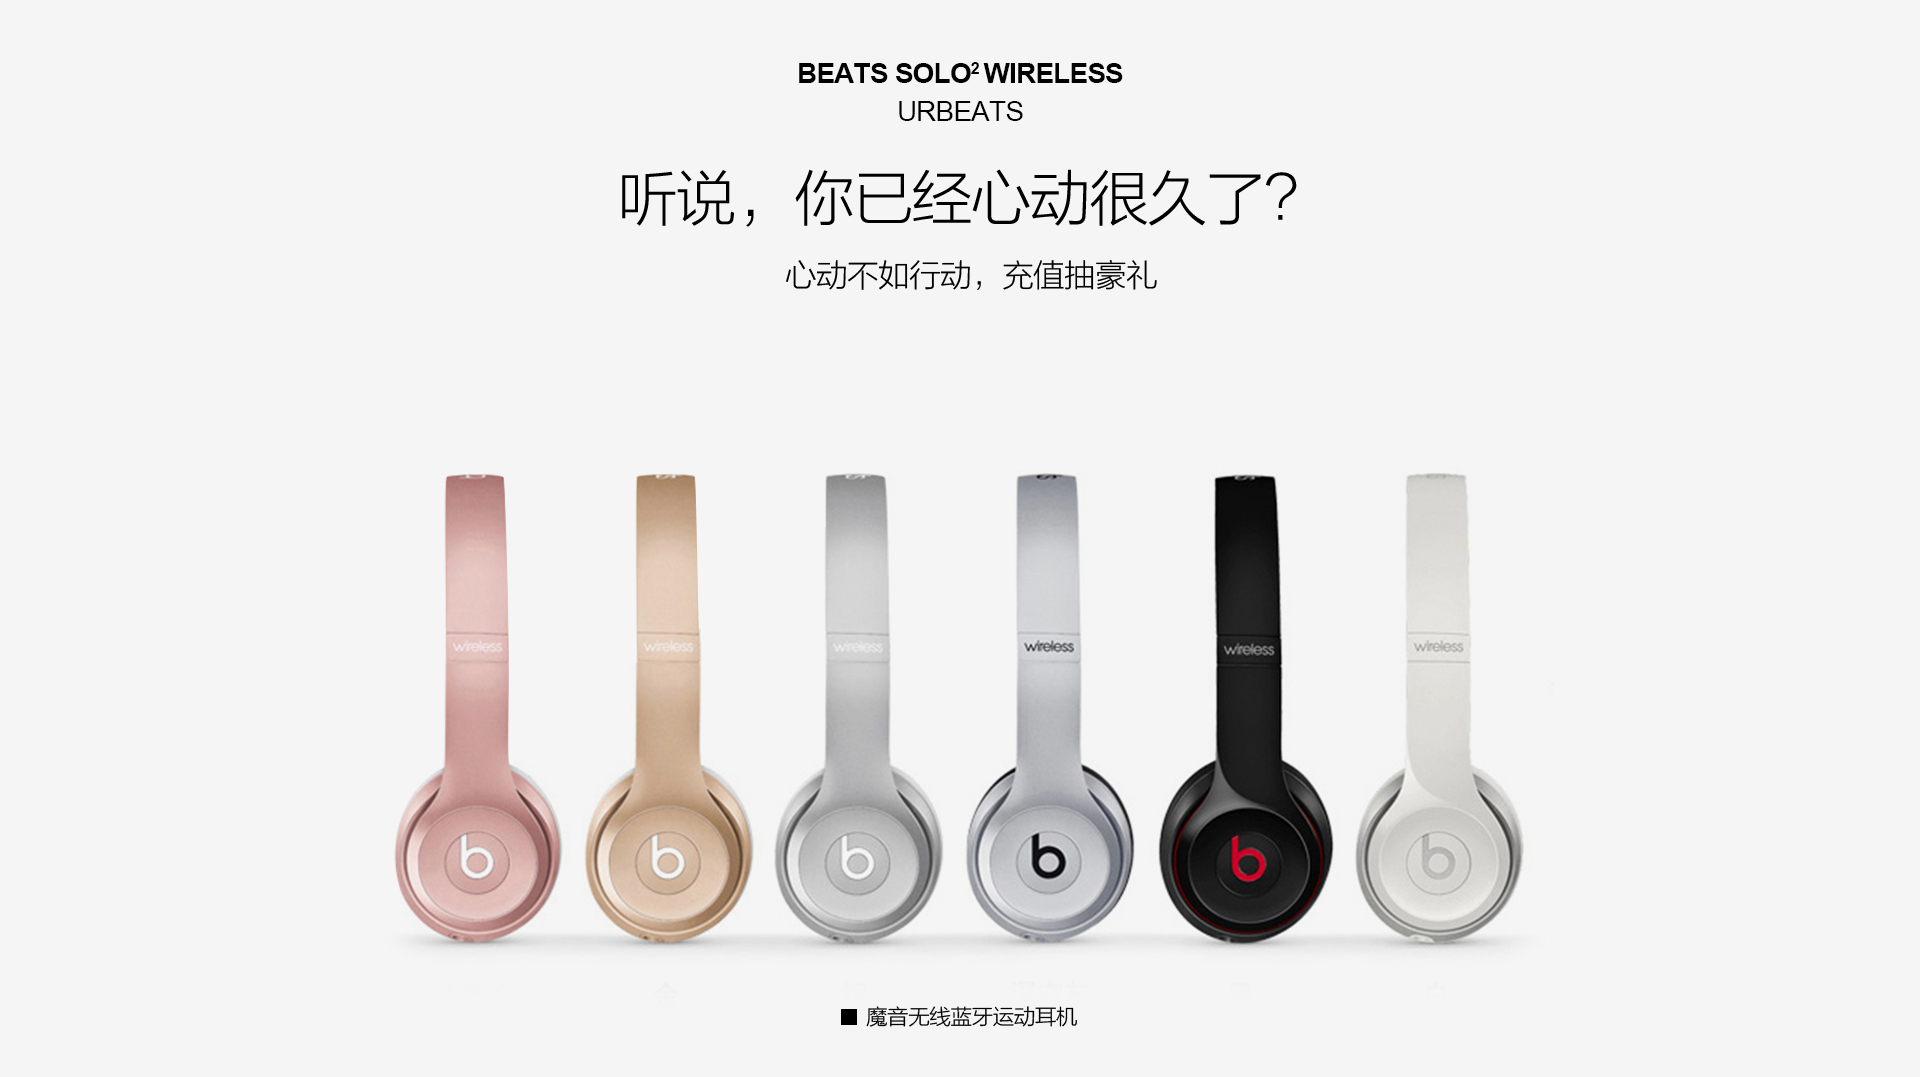 BEATS SOLO² WIRELESS
URBEATS
听说，你已经心动很久了？
心动不如行动，充值抽豪礼
wireless wireless wireless wireless wireless wireless
b b b b b b
■ 魔音无线蓝牙运动耳机